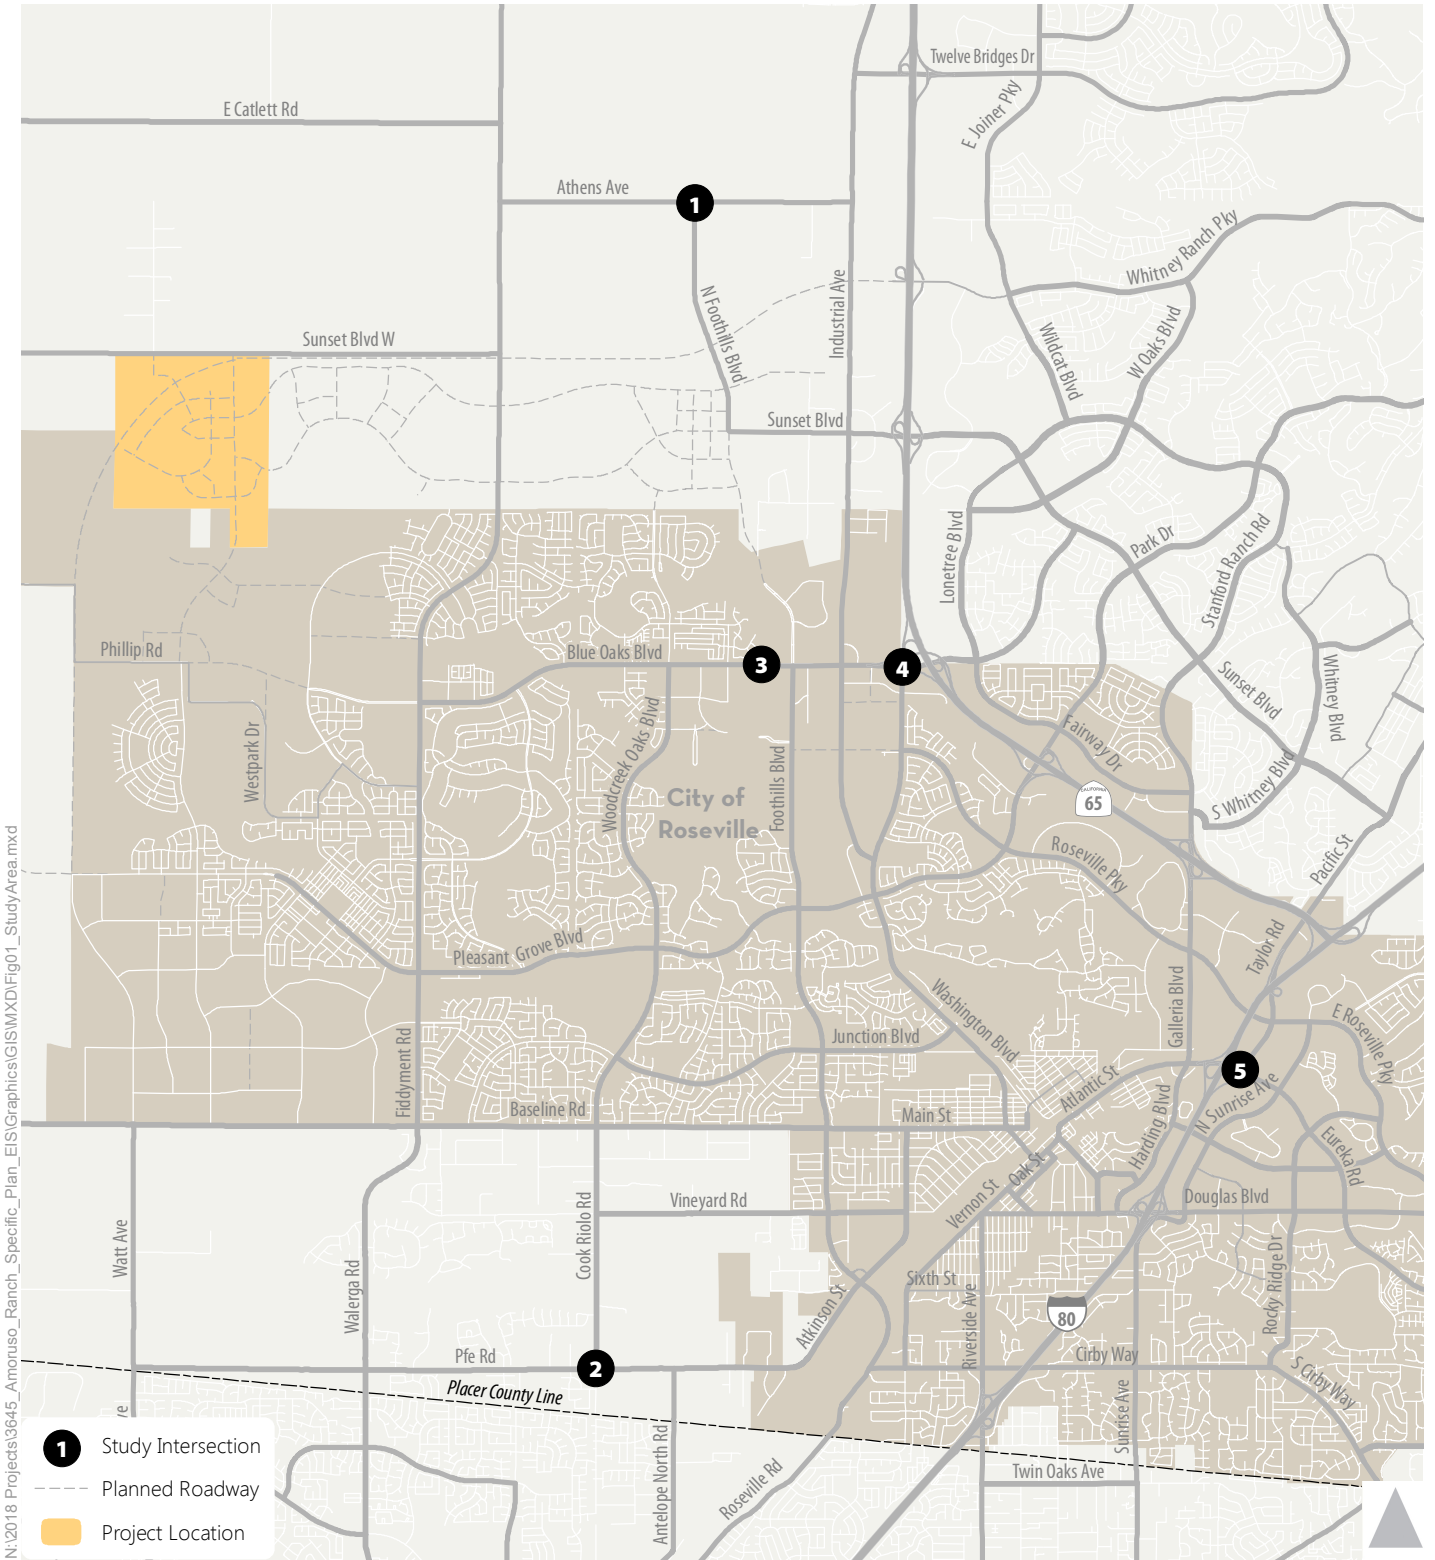 Twelve Bridges Dr
E Joiner Pky
E Catlett Rd
Athens Ave
1
Whitney Ranch Pky
N Foothills Blvd
Industrial Ave
Sunset Blvd W
Wildcat Blvd
W Oaks Blvd
Sunset Blvd
Lonetree Blvd
Park Dr
Stanford Ranch Rd
Phillip Rd
Blue Oaks Blvd
3
4
Sunset Blvd
Whitney Blvd
Westpark Dr
Woodcreek Oaks Blvd
Foothills Blvd
City of
Roseville
Fairway Dr
CALIFORNIA
65
S Whitney Blvd
Roseville Pky
Pacific St
Pleasant Grove Blvd
Taylor Rd
Washington Blvd
Galleria Blvd
E Roseville Pky
Fiddyment Rd
Junction Blvd
Atlantic St
5
N Sunrise Ave
Baseline Rd
Main St
Harding Blvd
Eureka Rd
Oak St
Vernon St
Douglas Blvd
Vineyard Rd
Cook Riolo Rd
Watt Ave
Walerga Rd
Sixth St
Atkinson St
Riverside Ave
80
Rocky Ridge Dr
Pfe Rd
2
Cirby Way
S Cirby Way
Placer County Line
ve
Sunrise Ave
Antelope North Rd
Roseville Rd
Twin Oaks Ave
1 Study Intersection
Planned Roadway
Project Location
N:\2018 Projects\3645_Amoruso_Ranch_Specific_Plan_EIS\Graphics\GIS\MXD\Fig01_StudyArea.mxd